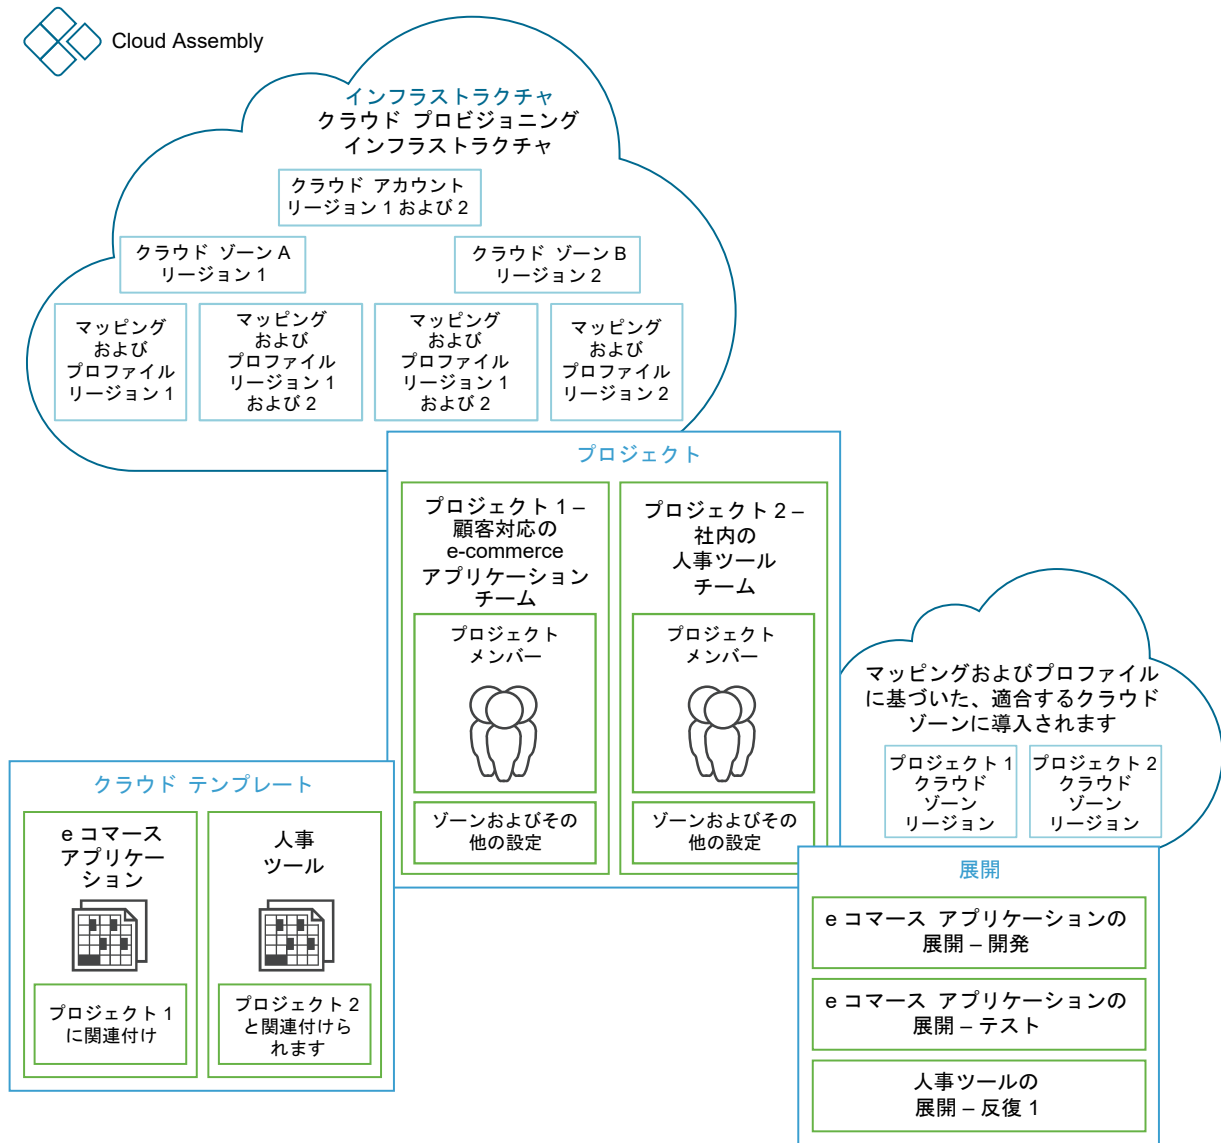 Cloud Assembly
インフラストラクチャ
クラウド プロビジョニング
インフラストラクチャ
クラウド アカウント
リージョン 1 および 2
クラウド ゾーン A
リージョン 1
クラウド ゾーン B
リージョン 2
マッピング
および
プロファイル
リージョン 1
マッピング
および
プロファイル
リージョン 1
および 2
マッピング
および
プロファイル
リージョン 1
および 2
マッピング
および
プロファイル
リージョン 2
プロジェクト
プロジェクト 1 –
顧客対応の
e-commerce
アプリケーション
チーム
プロジェクト
メンバー
ゾーンおよびその
他の設定
プロジェクト 2 –
社内の
人事ツール
チーム
プロジェクト
メンバー
ゾーンおよびその
他の設定
マッピングおよびプロファイル
に基づいた、適合するクラウド
ゾーンに導入されます
プロジェクト 1
クラウド
ゾーン
リージョン
プロジェクト 2
クラウド
ゾーン
リージョン
クラウド テンプレート
e コマース
アプリケー
ション
プロジェクト 1
に関連付け
人事
ツール
プロジェクト 2
と関連付けら
れます
展開
e コマース アプリケーションの
展開 – 開発
e コマース アプリケーションの
展開 – テスト
人事ツールの
展開 – 反復 1